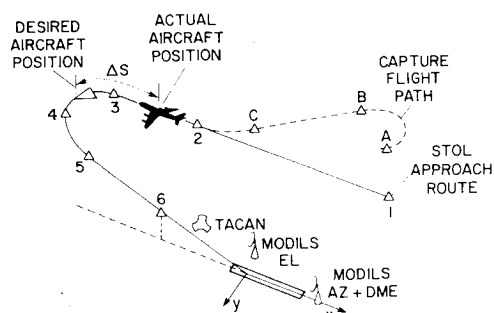 DESIRED
AIRCRAFT
POSITION
ACTUAL
AIRCRAFT
POSITION
ΔS
CAPTURE
FLIGHT
PATH
3
4
2
C
B
A
STOL
APPROACH
ROUTE
5
1
6
TACAN
MODILS
EL
MODILS
AZ + DME
y
x